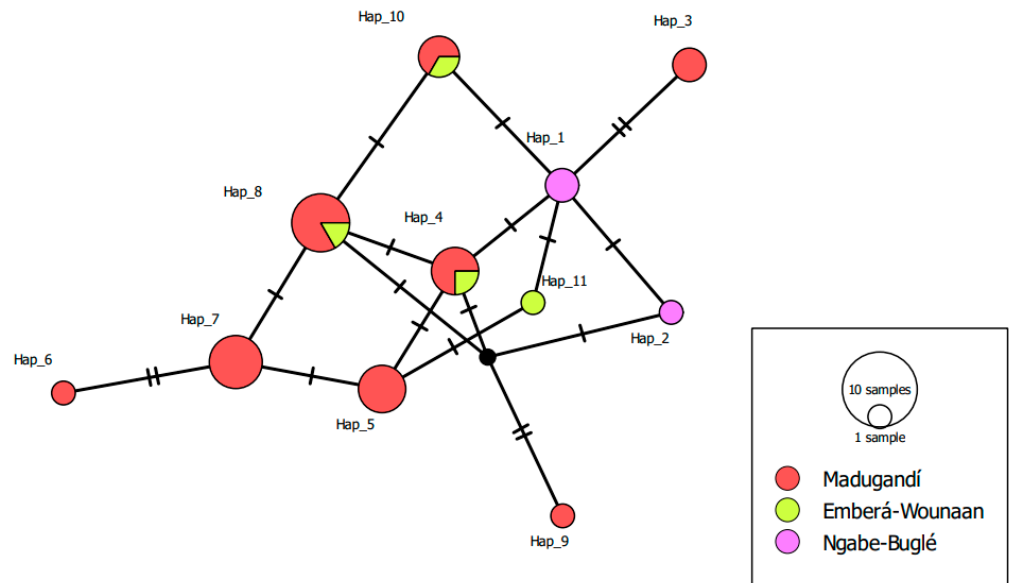 Hap_10
Hap_3
Hap_1
Hap_8
Hap_4
Hap_11
Hap_7
Hap_2
Hap_6
Hap_5
Hap_9
10 samples
1 sample
Madugandí
Emberá-Wounaan
Ngabe-Buglé